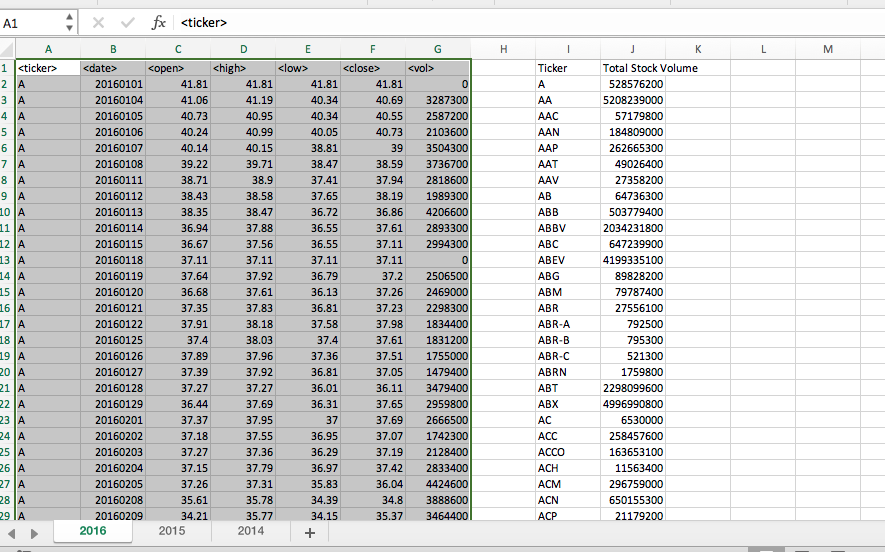 A1 fx <ticker>
A B C D E F G H I J K L M
1 <ticker> <date> <open> <high> <low> <close> <vol> Ticker Total Stock Volume
2 A 20160101 41.81 41.81 41.81 41.81 0 A 528576200
3 A 20160104 41.06 41.19 40.34 40.69 3287300 AA 5208239000
4 A 20160105 40.73 40.95 40.34 40.55 2587200 AAC 57179800
5 A 20160106 40.24 40.99 40.05 40.73 2103600 AAN 184809000
6 A 20160107 40.14 40.15 38.81 39 3504300 AAP 262665300
7 A 20160108 39.22 39.71 38.47 38.59 3736700 AAT 49026400
8 A 20160111 38.71 38.9 37.41 37.94 2818600 AAV 27358200
9 A 20160112 38.43 38.58 37.65 38.19 1989300 AB 64736300
10 A 20160113 38.35 38.47 36.72 36.86 4206600 ABB 503779400
11 A 20160114 36.94 37.88 36.55 37.61 2893300 ABBV 2034231800
12 A 20160115 36.67 37.56 36.55 37.11 2994300 ABC 647239900
13 A 20160118 37.11 37.11 37.11 37.11 0 ABEV 4199335100
14 A 20160119 37.64 37.92 36.79 37.2 2506500 ABG 89828200
15 A 20160120 36.68 37.61 36.13 37.26 2469000 ABM 79787400
16 A 20160121 37.35 37.83 36.81 37.23 2298300 ABR 27556100
17 A 20160122 37.91 38.18 37.58 37.98 1834400 ABR-A 792500
18 A 20160125 37.4 38.03 37.4 37.61 1831200 ABR-B 795300
19 A 20160126 37.89 37.96 37.36 37.51 1755000 ABR-C 521300
20 A 20160127 37.39 37.92 36.81 37.05 1479400 ABRN 1759800
21 A 20160128 37.27 37.27 36.01 36.11 3479400 ABT 2298099600
22 A 20160129 36.44 37.69 36.31 37.65 2959800 ABX 4996990800
23 A 20160201 37.37 37.95 37 37.69 2666500 AC 6530000
24 A 20160202 37.18 37.55 36.95 37.07 1742300 ACC 258457600
25 A 20160203 37.27 37.36 36.29 37.19 2128400 ACCO 163653100
26 A 20160204 37.15 37.79 36.97 37.42 2833400 ACH 11563400
27 A 20160205 37.26 37.31 35.83 36.04 4424600 ACM 296759000
28 A 20160208 35.61 35.78 34.39 34.8 3888600 ACN 650155300
29 A 20160209 34.21 35.77 34.15 35.37 3464400 ACP 21179200
2016 2015 2014 +